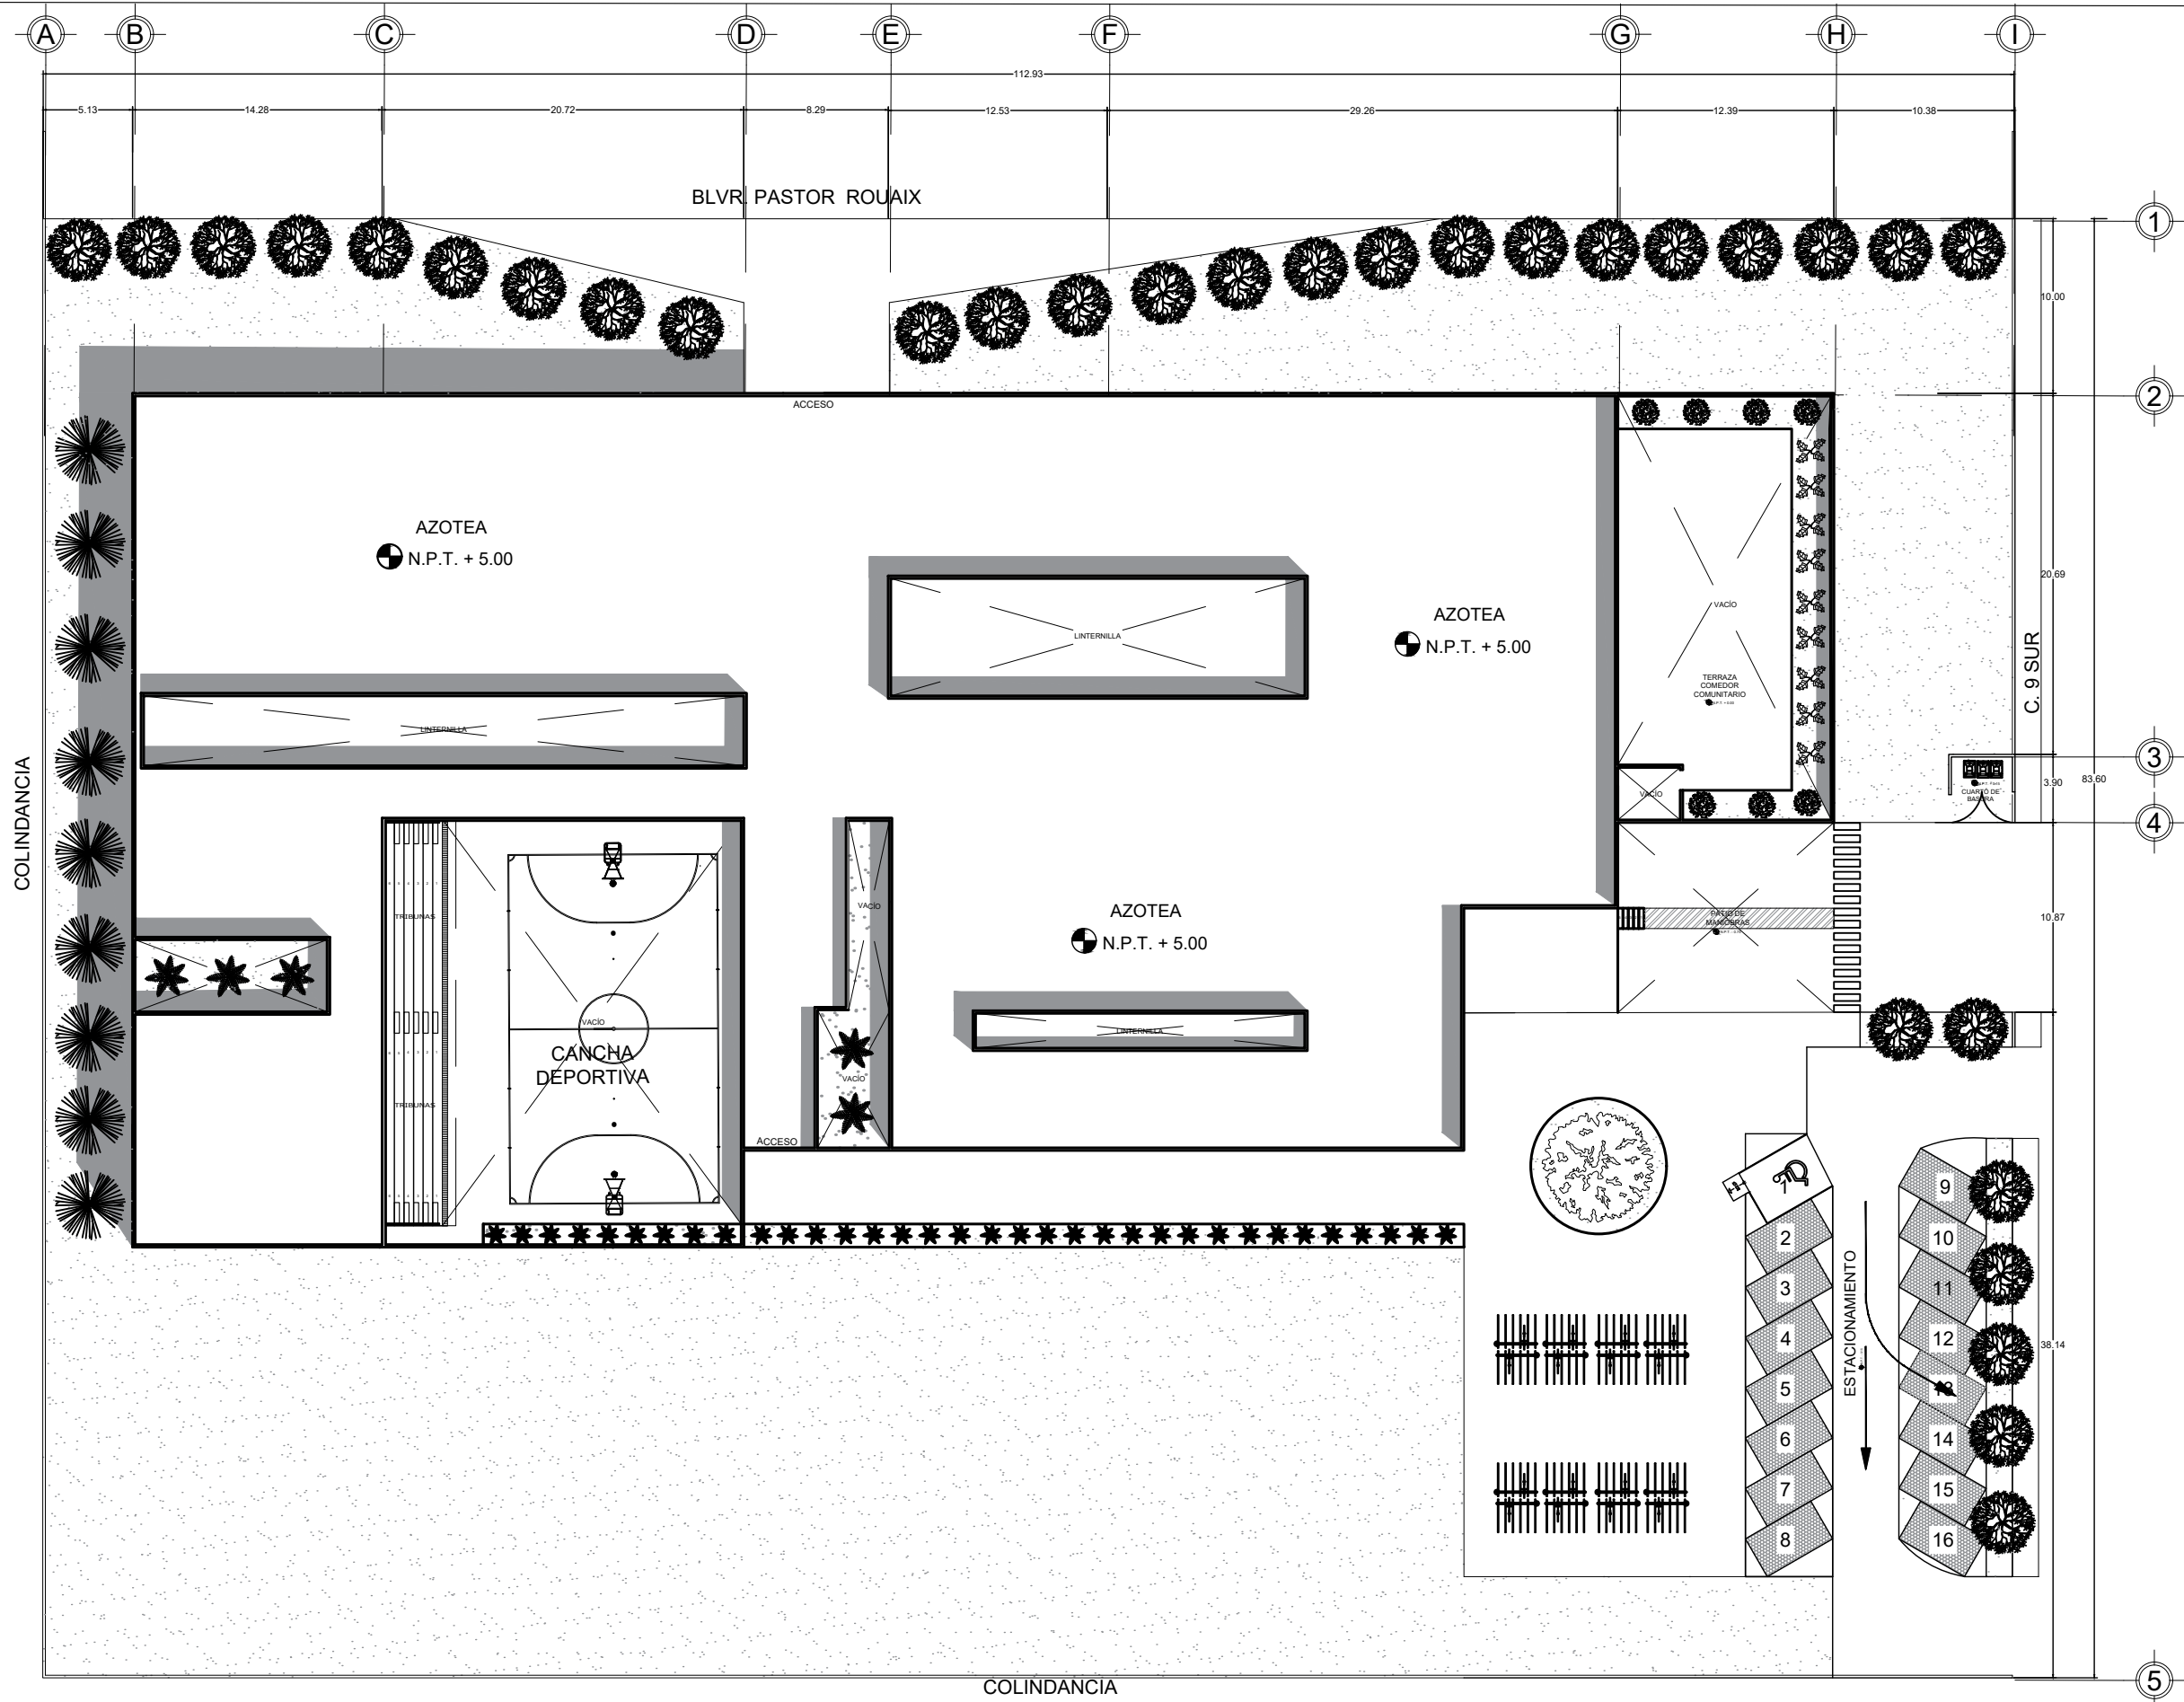 A B C D E F G H I
112.93
5.13 14.28 20.72 8.29 12.53 29.26 12.39 10.38
BLVR. PASTOR ROUAIX
1
10.00
2
ACCESO
AZOTEA
N.P.T. + 5.00
LINTERNILLA
AZOTEA
N.P.T. + 5.00
VACÍO
20.69
C. 9 SUR
TERRAZA
COMEDOR
COMUNITARIO
LINTERNILLA
COLINDANCIA
3
3.90
83.60
CUARTO DE
BASURA
VACÍO
4
TRIBUNAS
VACÍO
AZOTEA
N.P.T. + 5.00
PATIO DE
MANIOBRAS
10.87
VACÍO
CANCHA
DEPORTIVA
LINTERNILLA
VACÍO
TRIBUNAS
ACCESO
ESTACIONAMIENTO
1
2
3
4
5
6
7
8
9
10
11
12
13
14
15
16
38.14
COLINDANCIA
5